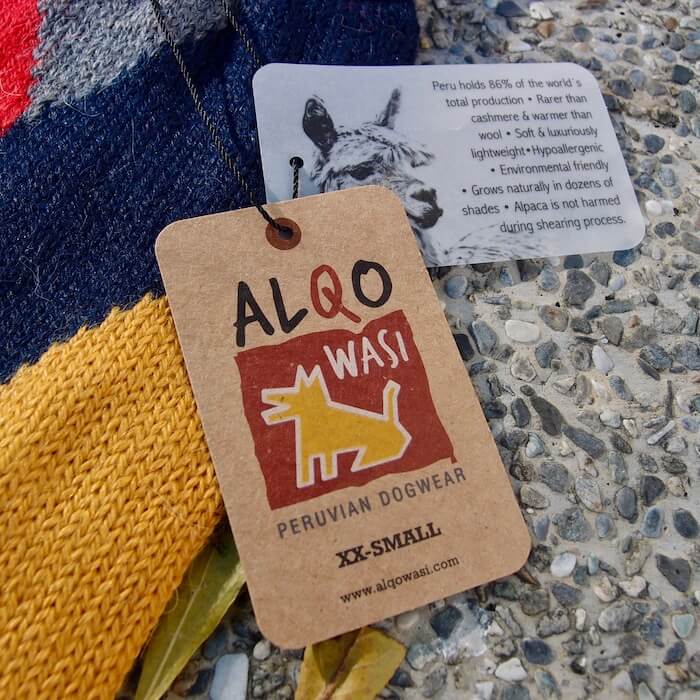 Peru holds 86% of the world´s
total production • Rarer than
cashmere & warmer than
wool • Soft & luxuriously
lightweight•Hypoallergenic
• Environmental friendly
• Grows naturally in dozens of
shades • Alpaca is not harmed
during shearing process.
ALQO
WASI
PERUVIAN DOGWEAR
XX-SMALL
www.alqowasi.com